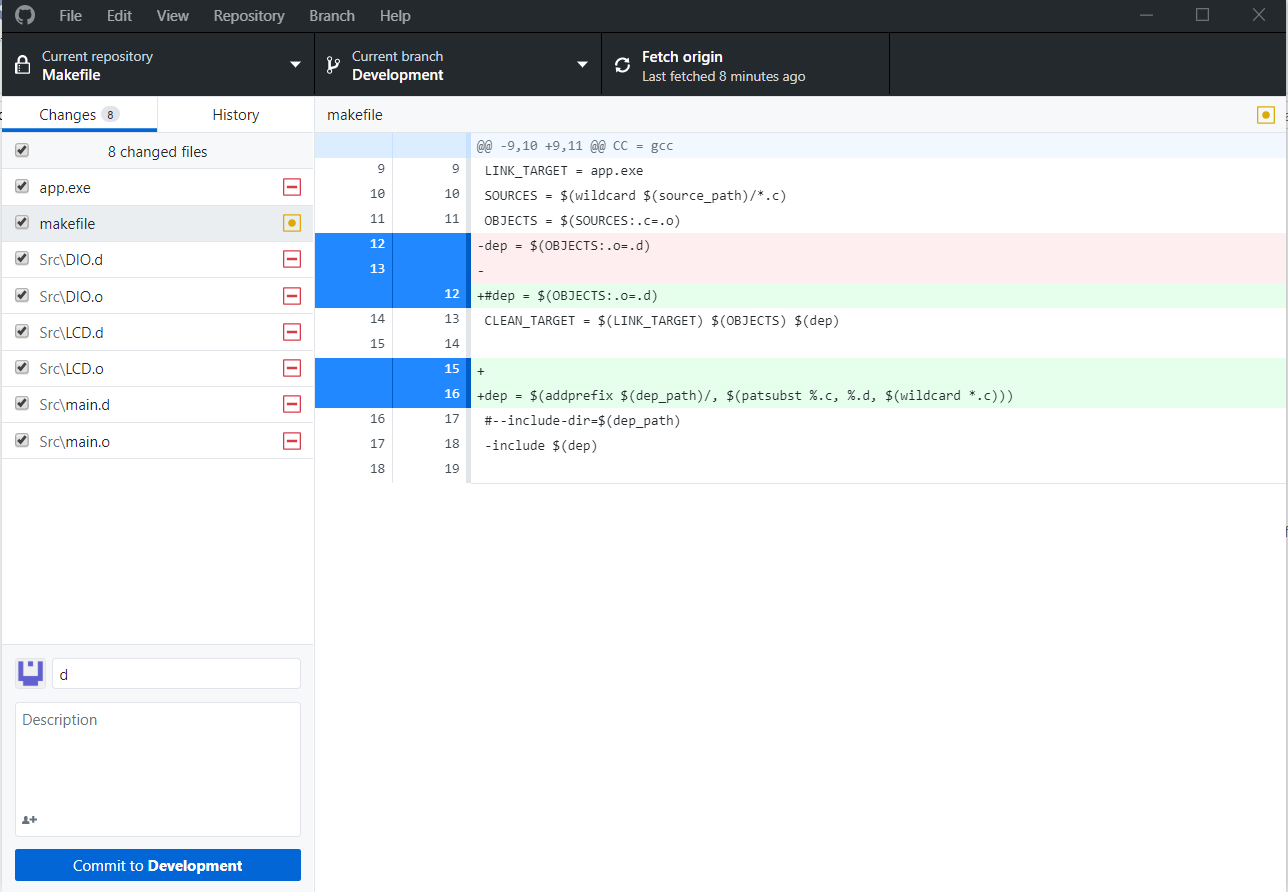 File Edit View Repository Branch Help
Current repository
Makefile
Current branch
Development
Fetch origin
Last fetched 8 minutes ago
Changes 8
History
8 changed files
app.exe
makefile
Src\DIO.d
Src\DIO.o
Src\LCD.d
Src\LCD.o
Src\main.d
Src\main.o
d
Description
Commit to Development
makefile
@@ -9,10 +9,11 @@ CC = gcc
9 9 LINK_TARGET = app.exe
10 10 SOURCES = $(wildcard $(source_path)/*.c)
11 11 OBJECTS = $(SOURCES:.c=.o)
12 -dep = $(OBJECTS:.o=.d)
13 -
12 +#dep = $(OBJECTS:.o=.d)
14 13 CLEAN_TARGET = $(LINK_TARGET) $(OBJECTS) $(dep)
15 14
15 +
16 +dep = $(addprefix $(dep_path)/, $(patsubst %.c, %.d, $(wildcard *.c)))
16 17 #--include-dir=$(dep_path)
17 18 -include $(dep)
18 19